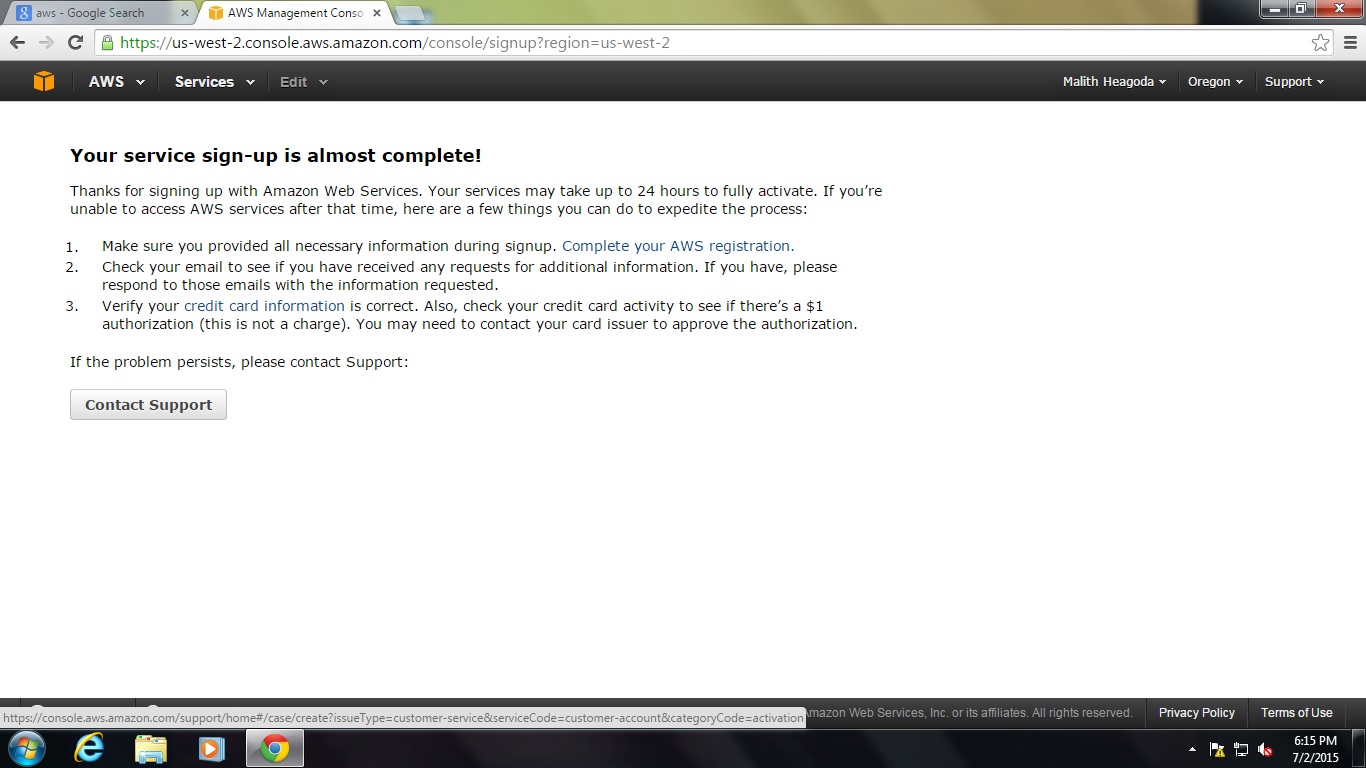 aws - Google Search
AWS Management Conso
https://us-west-2.console.aws.amazon.com/console/signup?region=us-west-2
AWS
Services
Edit
Malith Heagoda
Oregon
Support
Your service sign-up is almost complete!
Thanks for signing up with Amazon Web Services. Your services may take up to 24 hours to fully activate. If you’re
unable to access AWS services after that time, here are a few things you can do to expedite the process:
1. Make sure you provided all necessary information during signup. Complete your AWS registration.
2. Check your email to see if you have received any requests for additional information. If you have, please
respond to those emails with the information requested.
3. Verify your credit card information is correct. Also, check your credit card activity to see if there’s a $1
authorization (this is not a charge). You may need to contact your card issuer to approve the authorization.
If the problem persists, please contact Support:
Contact Support
https://console.aws.amazon.com/support/home#/case/create?issueType=customer-service&serviceCode=customer-account&categoryCode=activation
Amazon Web Services, Inc. or its affiliates. All rights reserved.
Privacy Policy
Terms of Use
6:15 PM
7/2/2015